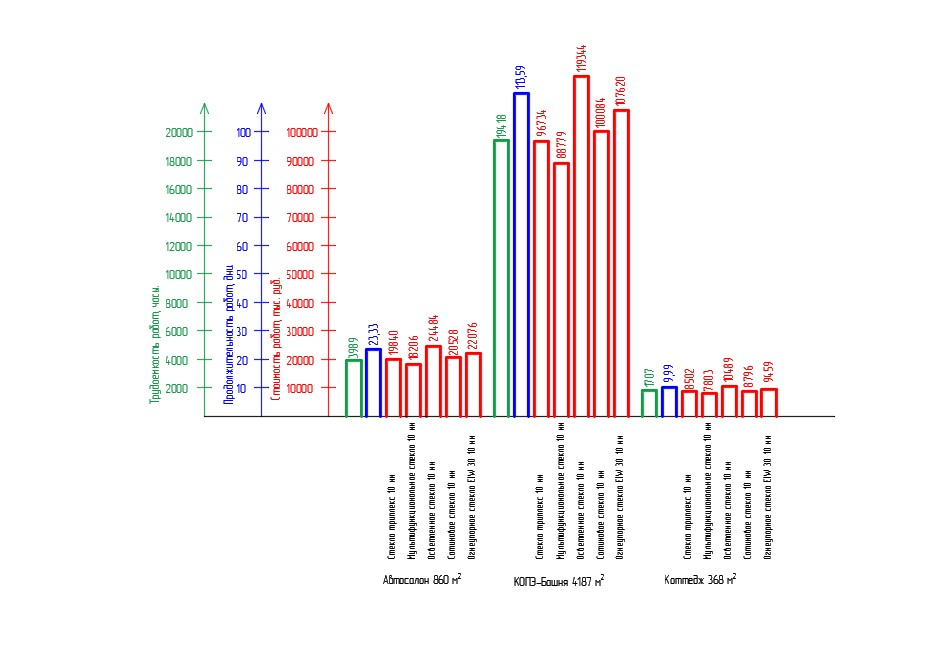 Трудоемкость работ, часы.
20000
18000
16000
14000
12000
10000
8000
6000
4000
2000
Продолжительность работ, дни
100
90
80
70
60
50
40
30
20
10
Стоимость работ, тыс. руб.
100000
90000
80000
70000
60000
50000
40000
30000
20000
10000
3989
23,33
19840
18206
24484
20528
22076
19418
113,59
96734
88779
119344
100084
107620
1707
9,99
8502
7803
10489
8796
9459
Стекло триплекс 10 мм
Мультифункциональное стекло 10 мм
Осветленное стекло 10 мм
Сатиновое стекло 10 мм
Огнеупорное стекло EIW 30 10 мм
Стекло триплекс 10 мм
Мультифункциональное стекло 10 мм
Осветленное стекло 10 мм
Сатиновое стекло 10 мм
Огнеупорное стекло EIW 30 10 мм
Стекло триплекс 10 мм
Мультифункциональное стекло 10 мм
Осветленное стекло 10 мм
Сатиновое стекло 10 мм
Огнеупорное стекло EIW 30 10 мм
Автосалон 860 м²
КОПЭ-Башня 4187 м²
Коттедж 368 м²